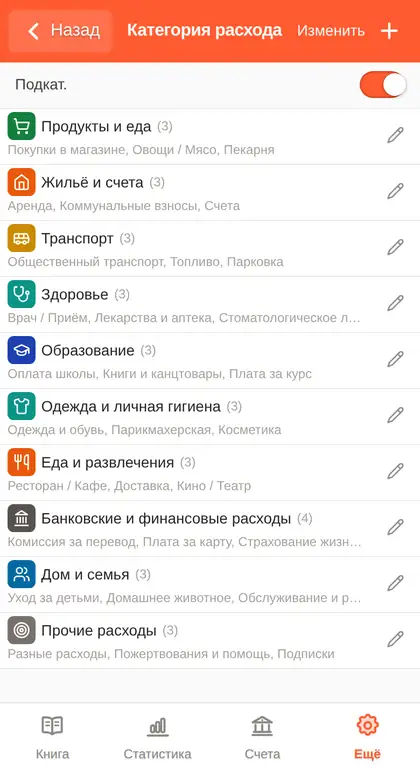 Назад Категория расхода Изменить +
Подкат.
Продукты и еда (3)
Покупки в магазине, Овощи / Мясо, Пекарня
Жильё и счета (3)
Аренда, Коммунальные взносы, Счета
Транспорт (3)
Общественный транспорт, Топливо, Парковка
Здоровье (3)
Врач / Приём, Лекарства и аптека, Стоматологическое л...
Образование (3)
Оплата школы, Книги и канцтовары, Плата за курс
Одежда и личная гигиена (3)
Одежда и обувь, Парикмахерская, Косметика
Еда и развлечения (3)
Ресторан / Кафе, Доставка, Кино / Театр
Банковские и финансовые расходы (4)
Комиссия за перевод, Плата за карту, Страхование жизн...
Дом и семья (3)
Уход за детьми, Домашнее животное, Обслуживание и р...
Прочие расходы (3)
Разные расходы, Пожертвования и помощь, Подписки
Книга Статистика Счета Ещё